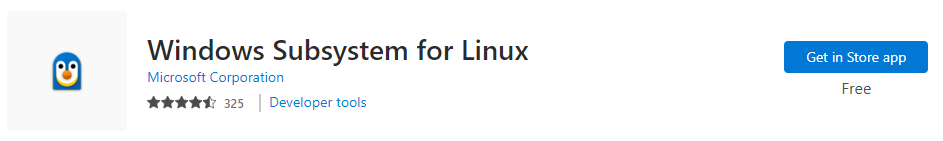 Windows Subsystem for Linux
Get in Store app
Microsoft Corporation
Free
325 Developer tools